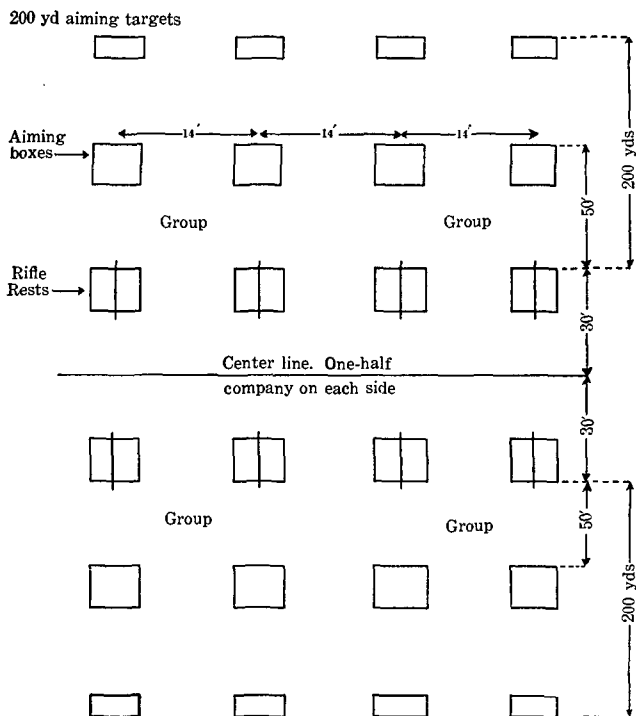 200 yd aiming targets
14′ 14′ 14′
Aiming
boxes
200 yds
50′
Group Group
Rifle
Rests
30′
Center line. One-half
company on each side
30′
Group Group
50′
200 yds